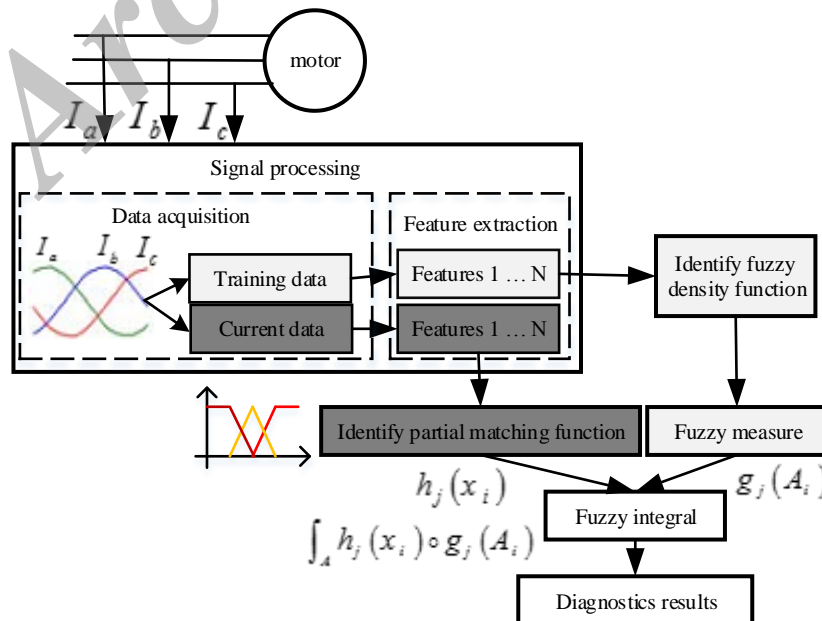 Arc
motor
I_a I_b I_c
Signal processing
Data acquisition
Feature extraction
I_a I_b I_c
Training data
Features 1 … N
Identify fuzzy
density function
Current data
Features 1 … N
Identify partial matching function
Fuzzy measure
h_j(x_i)
g_j(A_i)
Fuzzy integral
∫_A h_j(x_i)∘g_j(A_i)
Diagnostics results